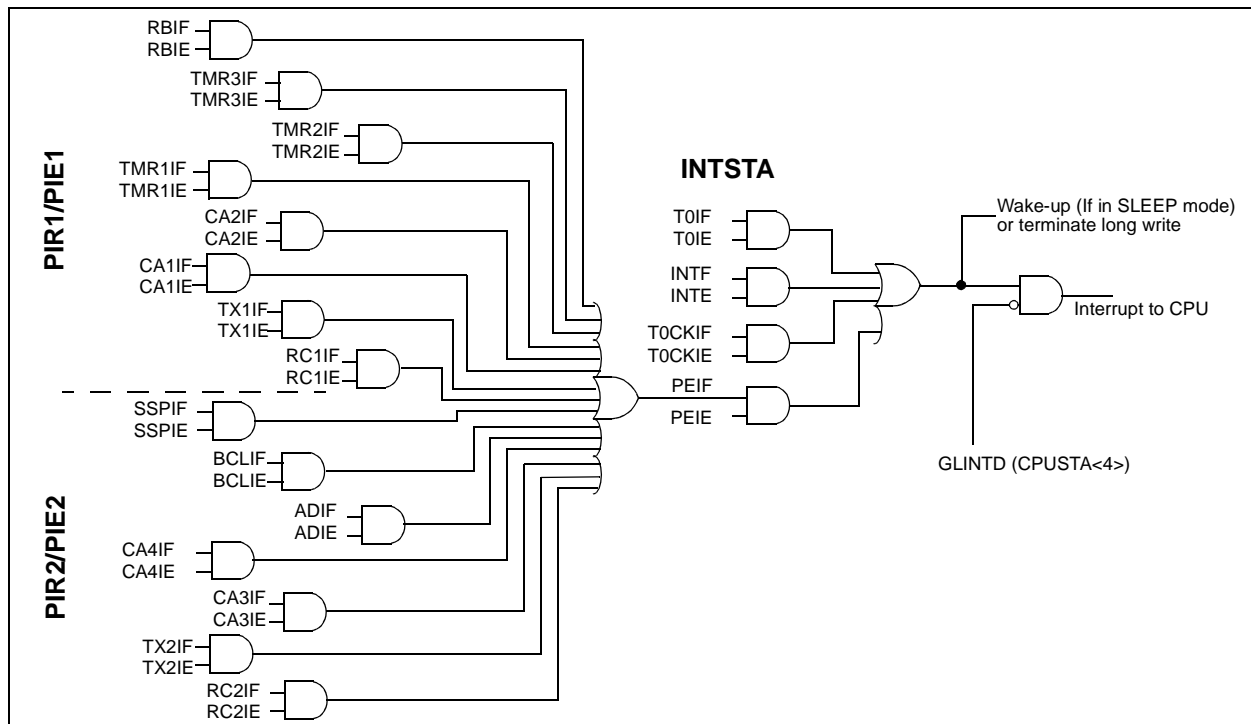 PIR1/PIE1
RBIF
RBIE
TMR3IF
TMR3IE
TMR2IF
TMR2IE
TMR1IF
TMR1IE
CA2IF
CA2IE
CA1IF
CA1IE
TX1IF
TX1IE
RC1IF
RC1IE
PIR2/PIE2
SSPIF
SSPIE
BCLIF
BCLIE
ADIF
ADIE
CA4IF
CA4IE
CA3IF
CA3IE
TX2IF
TX2IE
RC2IF
RC2IE
INTSTA
T0IF
T0IE
INTF
INTE
T0CKIF
T0CKIE
PEIF
PEIE
Wake-up (If in SLEEP mode)
or terminate long write
Interrupt to CPU
GLINTD (CPUSTA<4>)